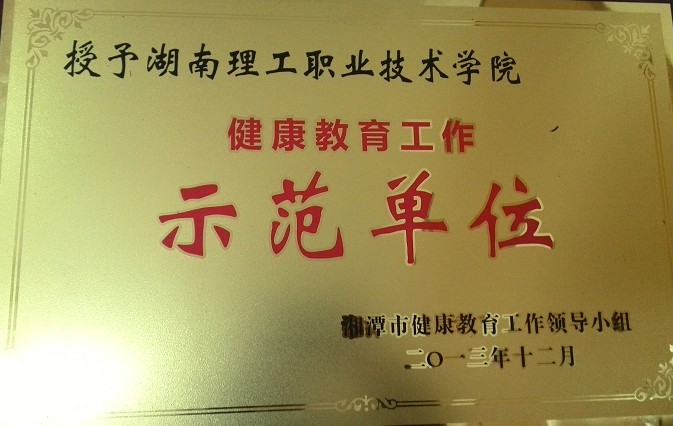 授予湖南理工职业技术学院
健康教育工作
示范单位
湘潭市健康教育工作领导小组
二〇一三年十二月